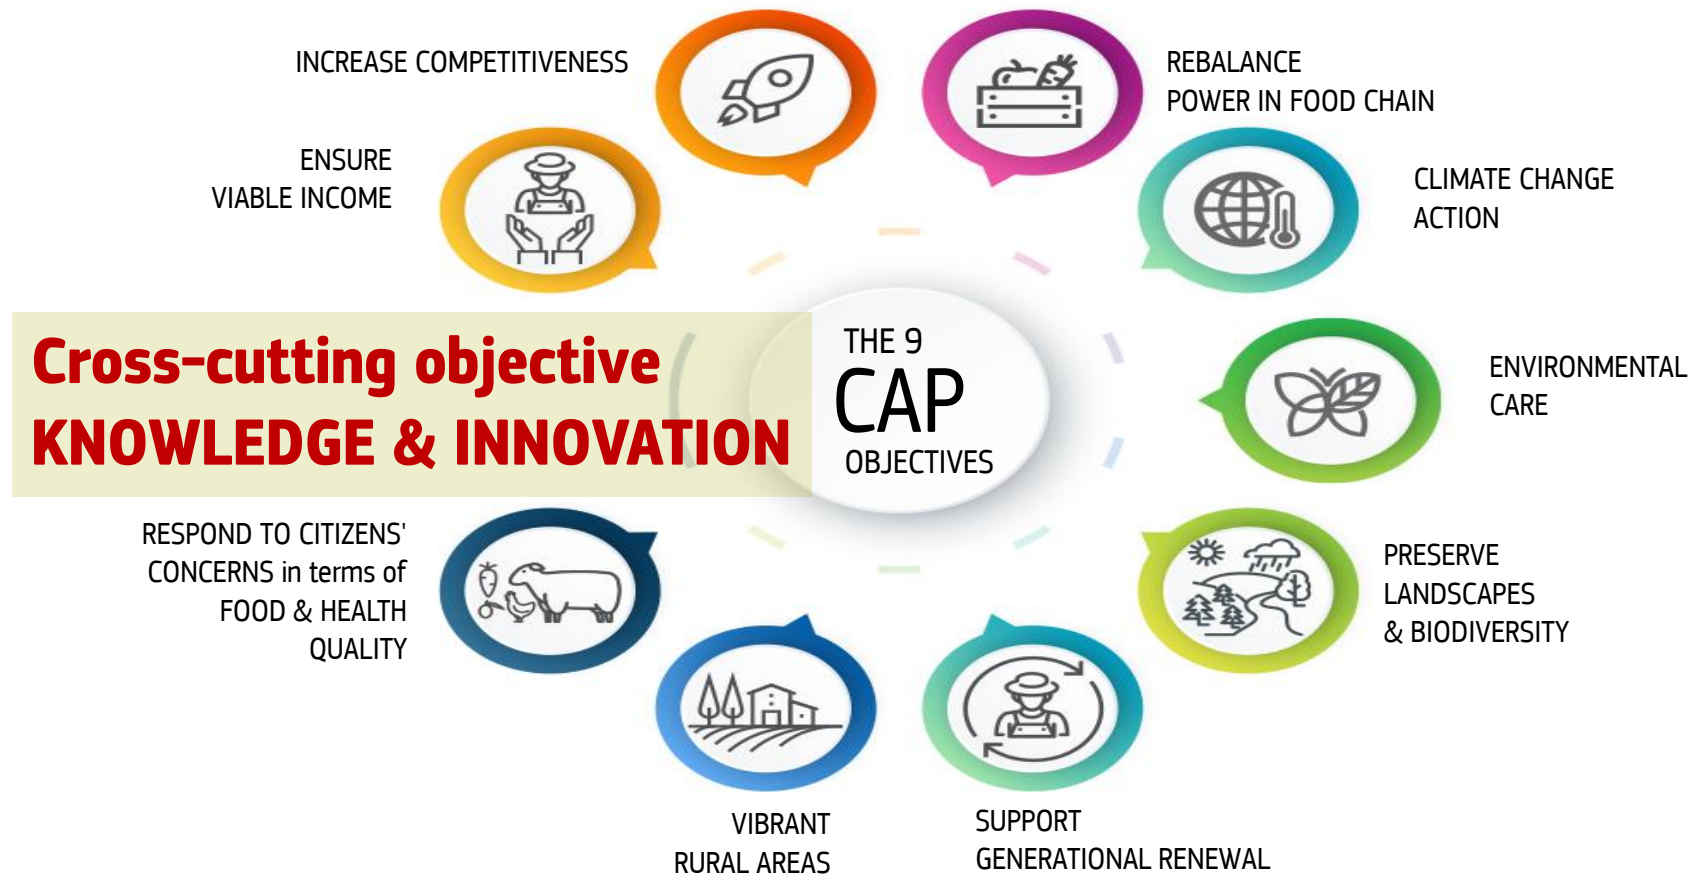 INCREASE COMPETITIVENESS
REBALANCE
POWER IN FOOD CHAIN
ENSURE
VIABLE INCOME
CLIMATE CHANGE
ACTION
Cross-cutting objective
KNOWLEDGE & INNOVATION
THE 9
CAP
OBJECTIVES
ENVIRONMENTAL
CARE
RESPOND TO CITIZENS'
CONCERNS in terms of
FOOD & HEALTH
QUALITY
PRESERVE
LANDSCAPES
& BIODIVERSITY
VIBRANT
RURAL AREAS
SUPPORT
GENERATIONAL RENEWAL